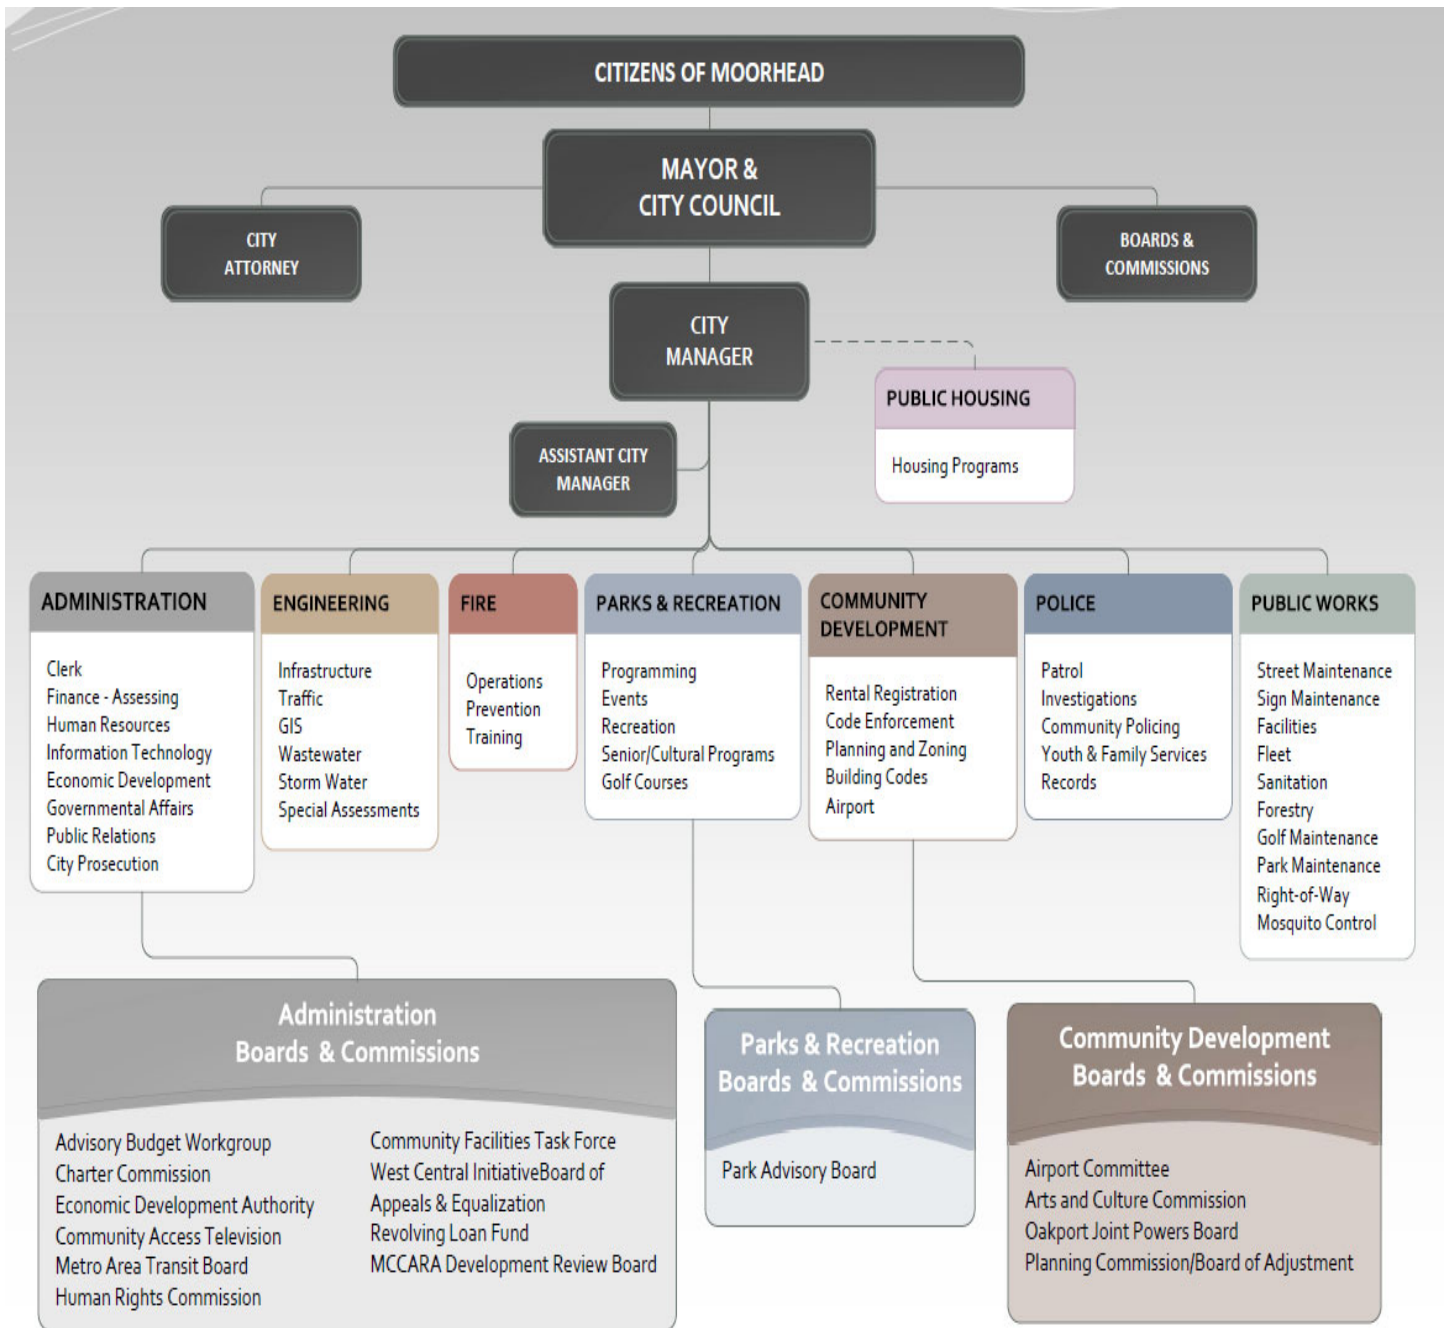 CITIZENS OF MOORHEAD
MAYOR &
CITY COUNCIL
CITY
ATTORNEY
BOARDS &
COMMISSIONS
CITY
MANAGER
PUBLIC HOUSING
Housing Programs
ASSISTANT CITY
MANAGER
ADMINISTRATION
Clerk
Finance - Assessing
Human Resources
Information Technology
Economic Development
Governmental Affairs
Public Relations
City Prosecution
ENGINEERING
Infrastructure
Traffic
GIS
Wastewater
Storm Water
Special Assessments
FIRE
Operations
Prevention
Training
PARKS & RECREATION
Programming
Events
Recreation
Senior/Cultural Programs
Golf Courses
COMMUNITY
DEVELOPMENT
Rental Registration
Code Enforcement
Planning and Zoning
Building Codes
Airport
POLICE
Patrol
Investigations
Community Policing
Youth & Family Services
Records
PUBLIC WORKS
Street Maintenance
Sign Maintenance
Facilities
Fleet
Sanitation
Forestry
Golf Maintenance
Park Maintenance
Right-of-Way
Mosquito Control
Administration
Boards & Commissions
Advisory Budget Workgroup
Charter Commission
Economic Development Authority
Community Access Television
Metro Area Transit Board
Human Rights Commission
Community Facilities Task Force
West Central InitiativeBoard of
Appeals & Equalization
Revolving Loan Fund
MCCARA Development Review Board
Parks & Recreation
Boards & Commissions
Park Advisory Board
Community Development
Boards & Commissions
Airport Committee
Arts and Culture Commission
Oakport Joint Powers Board
Planning Commission/Board of Adjustment